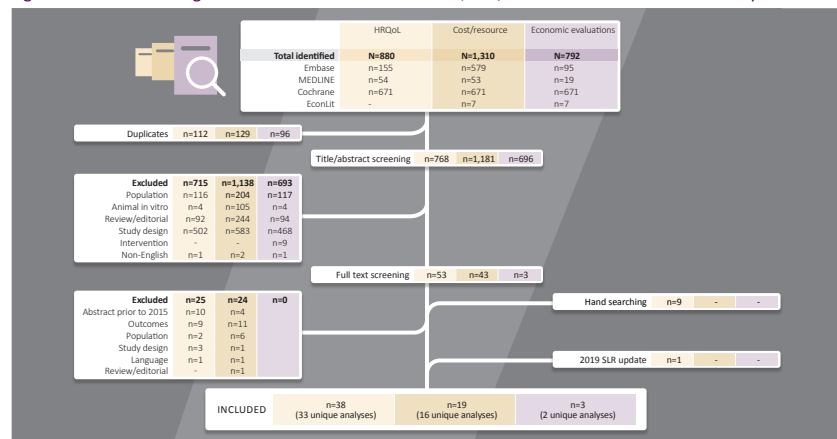 HRQoL Cost/resource Economic evaluations
Total identified N=880 N=1,310 N=792
Embase n=155 n=579 n=95
MEDLINE n=54 n=53 n=19
Cochrane n=671 n=671 n=671
EconLit - n=7 n=7
Duplicates n=112 n=129 n=96
Title/abstract screening n=768 n=1,181 n=696
Excluded n=715 n=1,138 n=693
Population n=116 n=204 n=117
Animal in vitro n=4 n=105 n=4
Review/editorial n=92 n=244 n=94
Study design n=502 n=583 n=468
Intervention - - n=9
Non-English n=1 n=2 n=1
Full text screening n=53 n=43 n=3
Excluded n=25 n=24 n=0
Abstract prior to 2015 n=10 n=4
Outcomes n=9 n=11
Population n=2 n=6
Study design n=3 n=1
Language n=1 n=1
Review/editorial - n=1
Hand searching n=9 - -
2019 SLR update n=1 - -
INCLUDED n=38 n=19 n=3
(33 unique analyses) (16 unique analyses) (2 unique analyses)